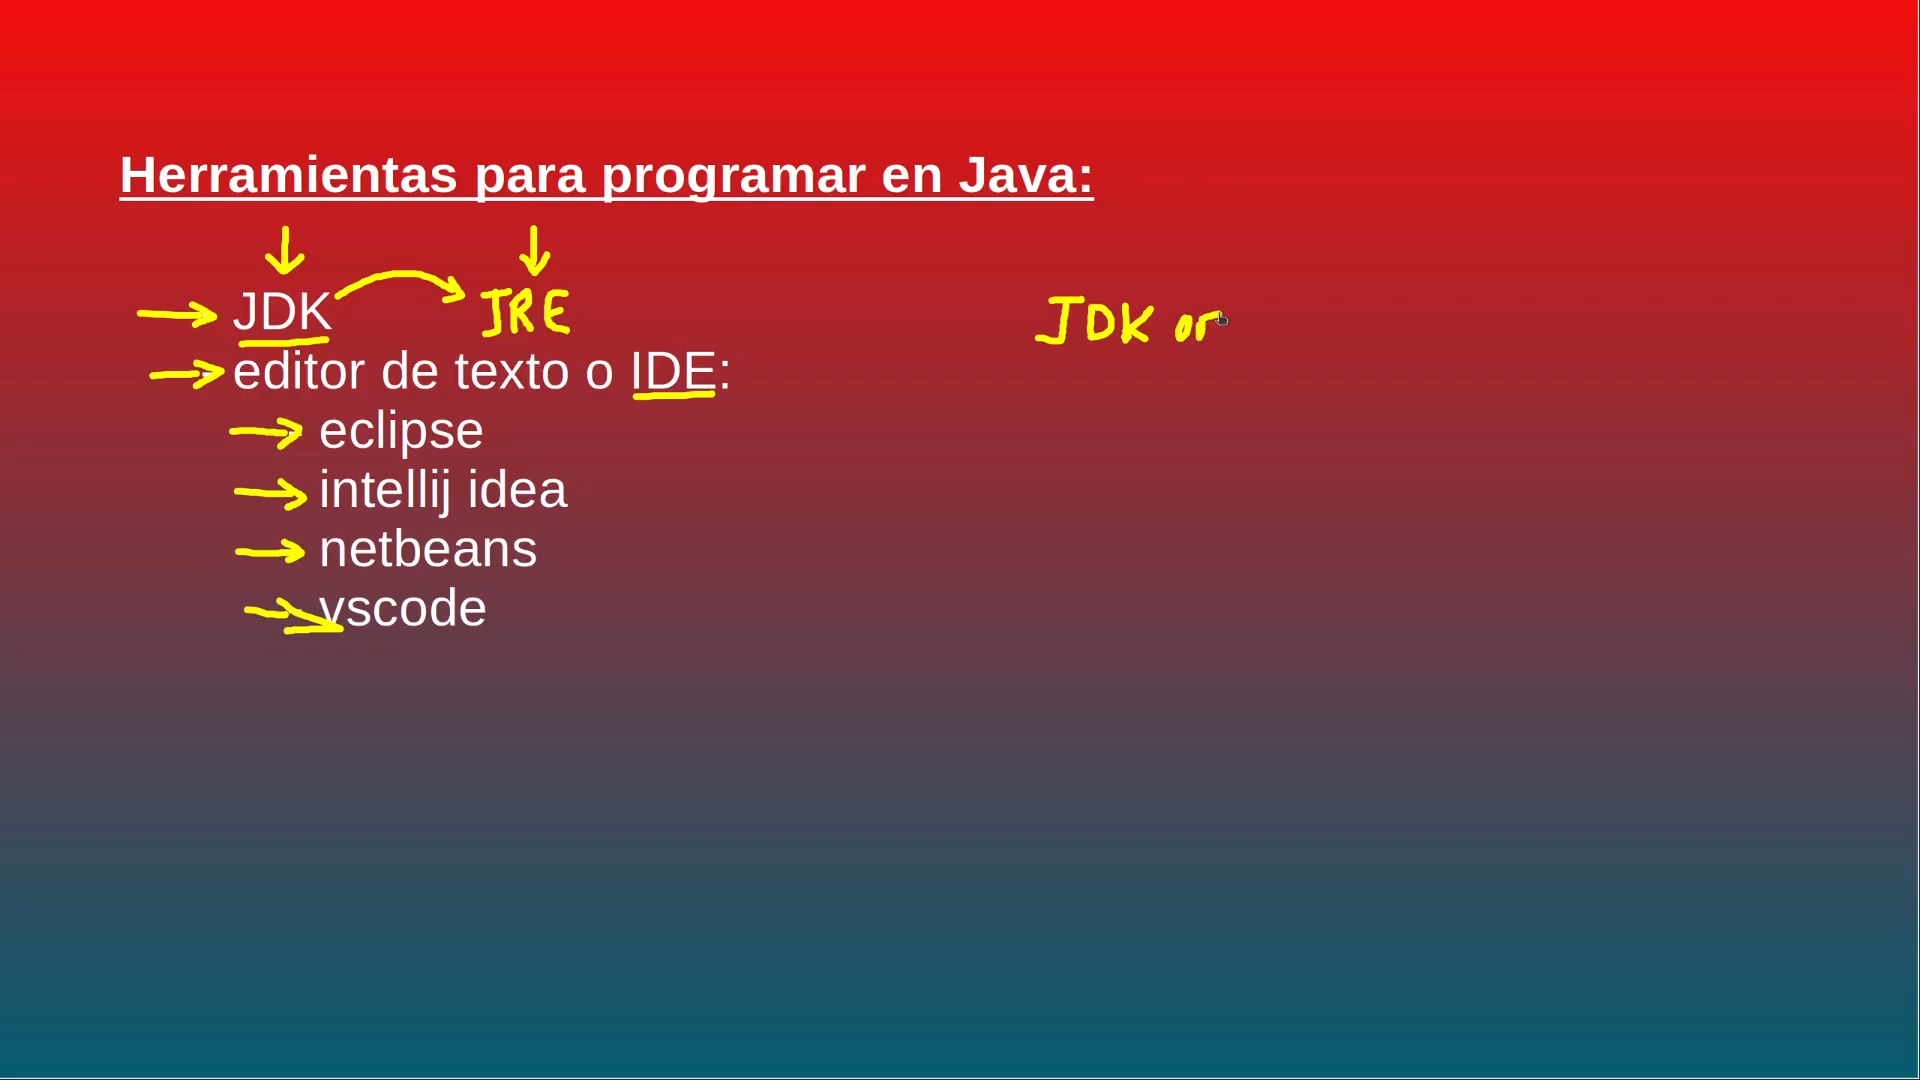 Herramientas para programar en Java:
JDK JRE
JDK or
editor de texto o IDE:
eclipse
intellij idea
netbeans
vscode